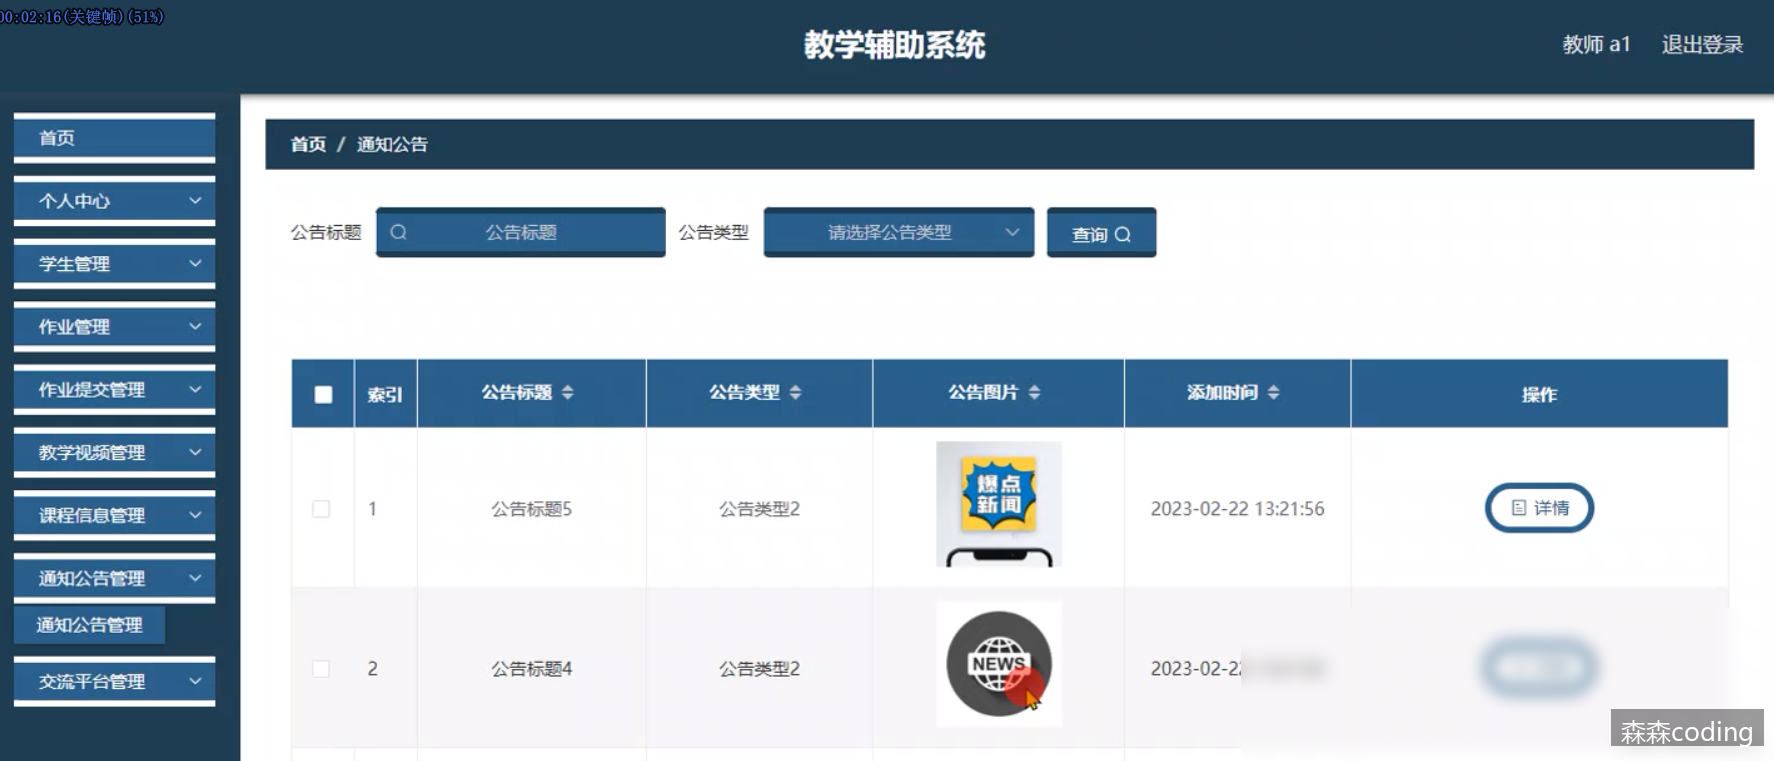 00:02:16(关键帧)(51%)
教学辅助系统
教师 a1 退出登录
首页
个人中心
学生管理
作业管理
作业提交管理
教学视频管理
课程信息管理
通知公告管理
通知公告管理
交流平台管理
首页 / 通知公告
公告标题 公告标题 公告类型 请选择公告类型 查询
索引 公告标题 公告类型 公告图片 添加时间 操作
爆点
新闻
1 公告标题5 公告类型2 2023-02-22 13:21:56 详情
NEWS
2 公告标题4 公告类型2 2023-02-22
森森coding